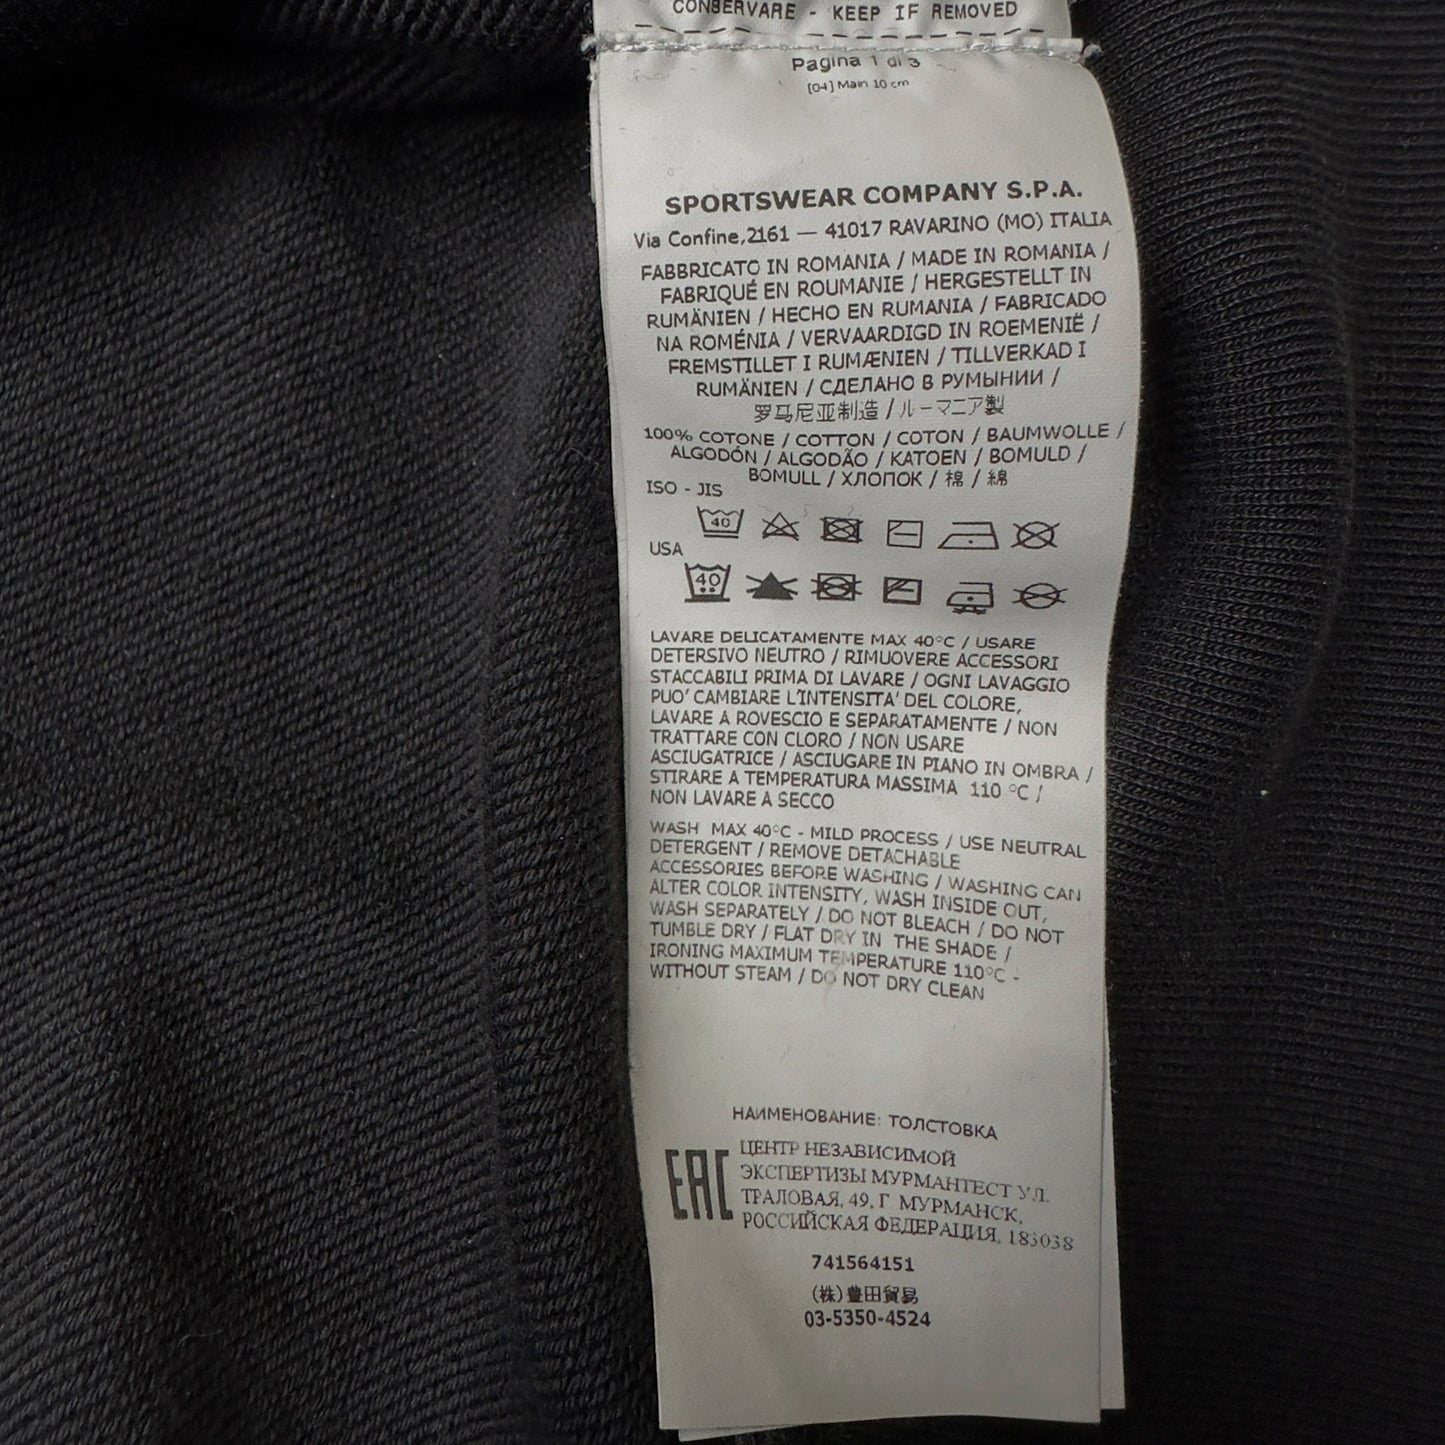 CONSERVARE - KEEP IF REMOVED
Pagina 1 di 3
[04] Main 10 cm
SPORTSWEAR COMPANY S.P.A.
Via Confine,2161 — 41017 RAVARINO (MO) ITALIA
FABBRICATO IN ROMANIA / MADE IN ROMANIA /
FABRIQUÉ EN ROUMANIE / HERGESTELLT IN
RUMÄNIEN / HECHO EN RUMANIA / FABRICADO
NA ROMÉNIA / VERVAARDIGD IN ROEMENIË /
FREMSTILLET I RUMÆNIEN / TILLVERKAD I
RUMÄNIEN / СДЕЛАНО В РУМЫНИИ /
罗马尼亚制造 / ルーマニア製
100% COTONE / COTTON / COTON / BAUMWOLLE /
ALGODÓN / ALGODÃO / KATOEN / BOMULD /
BOMULL / ХЛОПОК / 棉 / 綿
ISO - JIS
40
USA
40
LAVARE DELICATAMENTE MAX 40°C / USARE
DETERSIVO NEUTRO / RIMUOVERE ACCESSORI
STACCABILI PRIMA DI LAVARE / OGNI LAVAGGIO
PUO' CAMBIARE L'INTENSITA' DEL COLORE,
LAVARE A ROVESCIO E SEPARATAMENTE / NON
TRATTARE CON CLORO / NON USARE
ASCIUGATRICE / ASCIUGARE IN PIANO IN OMBRA /
STIRARE A TEMPERATURA MASSIMA 110 °C /
NON LAVARE A SECCO
WASH MAX 40°C - MILD PROCESS / USE NEUTRAL
DETERGENT / REMOVE DETACHABLE
ACCESSORIES BEFORE WASHING / WASHING CAN
ALTER COLOR INTENSITY, WASH INSIDE OUT,
WASH SEPARATELY / DO NOT BLEACH / DO NOT
TUMBLE DRY / FLAT DRY IN THE SHADE /
IRONING MAXIMUM TEMPERATURE 110°C -
WITHOUT STEAM / DO NOT DRY CLEAN
НАИМЕНОВАНИЕ: ТОЛСТОВКА
EAC
ЦЕНТР НЕЗАВИСИМОЙ
ЭКСПЕРТИЗЫ МУРМАНТЕСТ УЛ.
ТРАЛОВАЯ, 49, Г. МУРМАНСК,
РОССИЙСКАЯ ФЕДЕРАЦИЯ, 183038
741564151
(株)豊田貿易
03-5350-4524